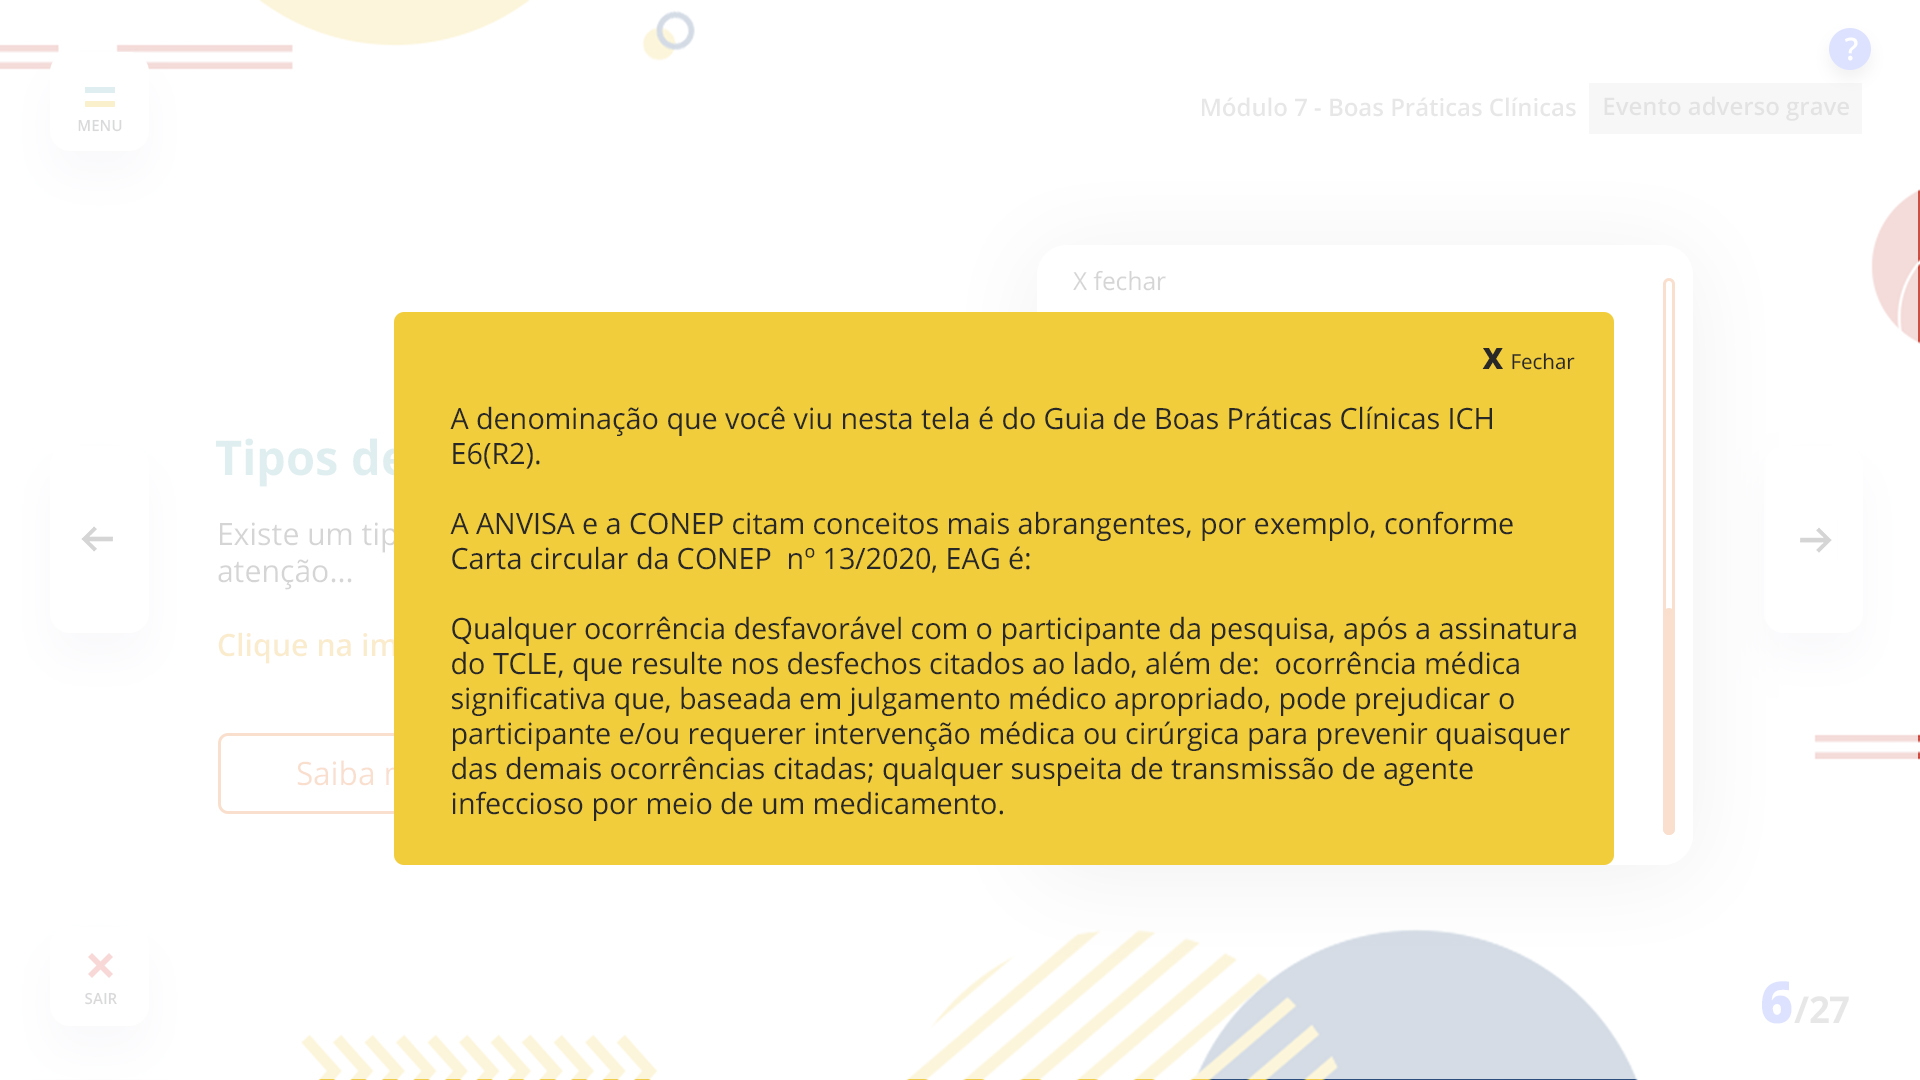 ?
MENU
Módulo 7 - Boas Práticas Clínicas Evento adverso grave
X fechar
X Fechar
A denominação que você viu nesta tela é do Guia de Boas Práticas Clínicas ICH
E6(R2).
A ANVISA e a CONEP citam conceitos mais abrangentes, por exemplo, conforme
Carta circular da CONEP nº 13/2020, EAG é:
Qualquer ocorrência desfavorável com o participante da pesquisa, após a assinatura
do TCLE, que resulte nos desfechos citados ao lado, além de: ocorrência médica
significativa que, baseada em julgamento médico apropriado, pode prejudicar o
participante e/ou requerer intervenção médica ou cirúrgica para prevenir quaisquer
das demais ocorrências citadas; qualquer suspeita de transmissão de agente
infeccioso por meio de um medicamento.
Tipos de
Existe um tip
atenção...
Clique na im
Saiba
SAIR
6/27